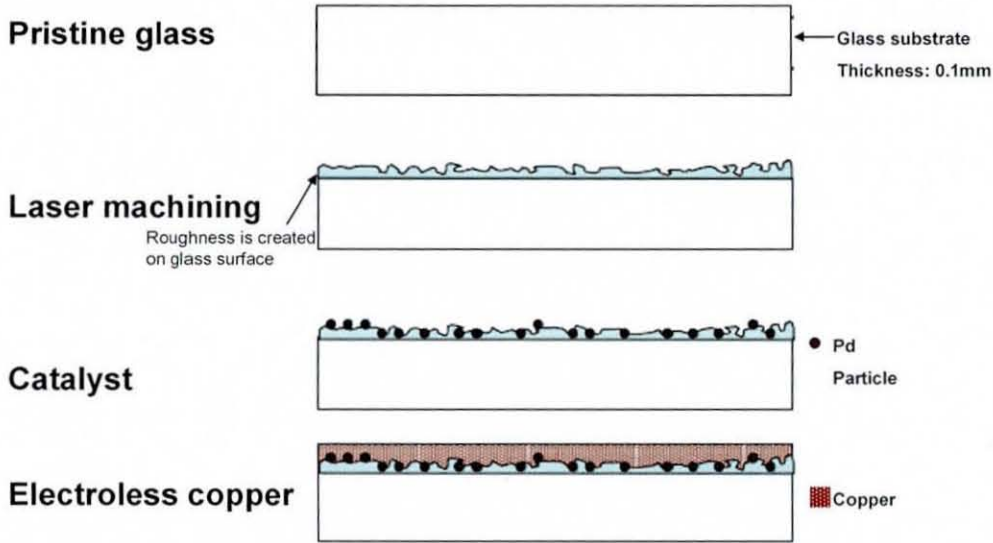 Pristine glass
Glass substrate
Thickness: 0.1mm
Laser machining
Roughness is created
on glass surface
Catalyst
Pd
Particle
Electroless copper
Copper